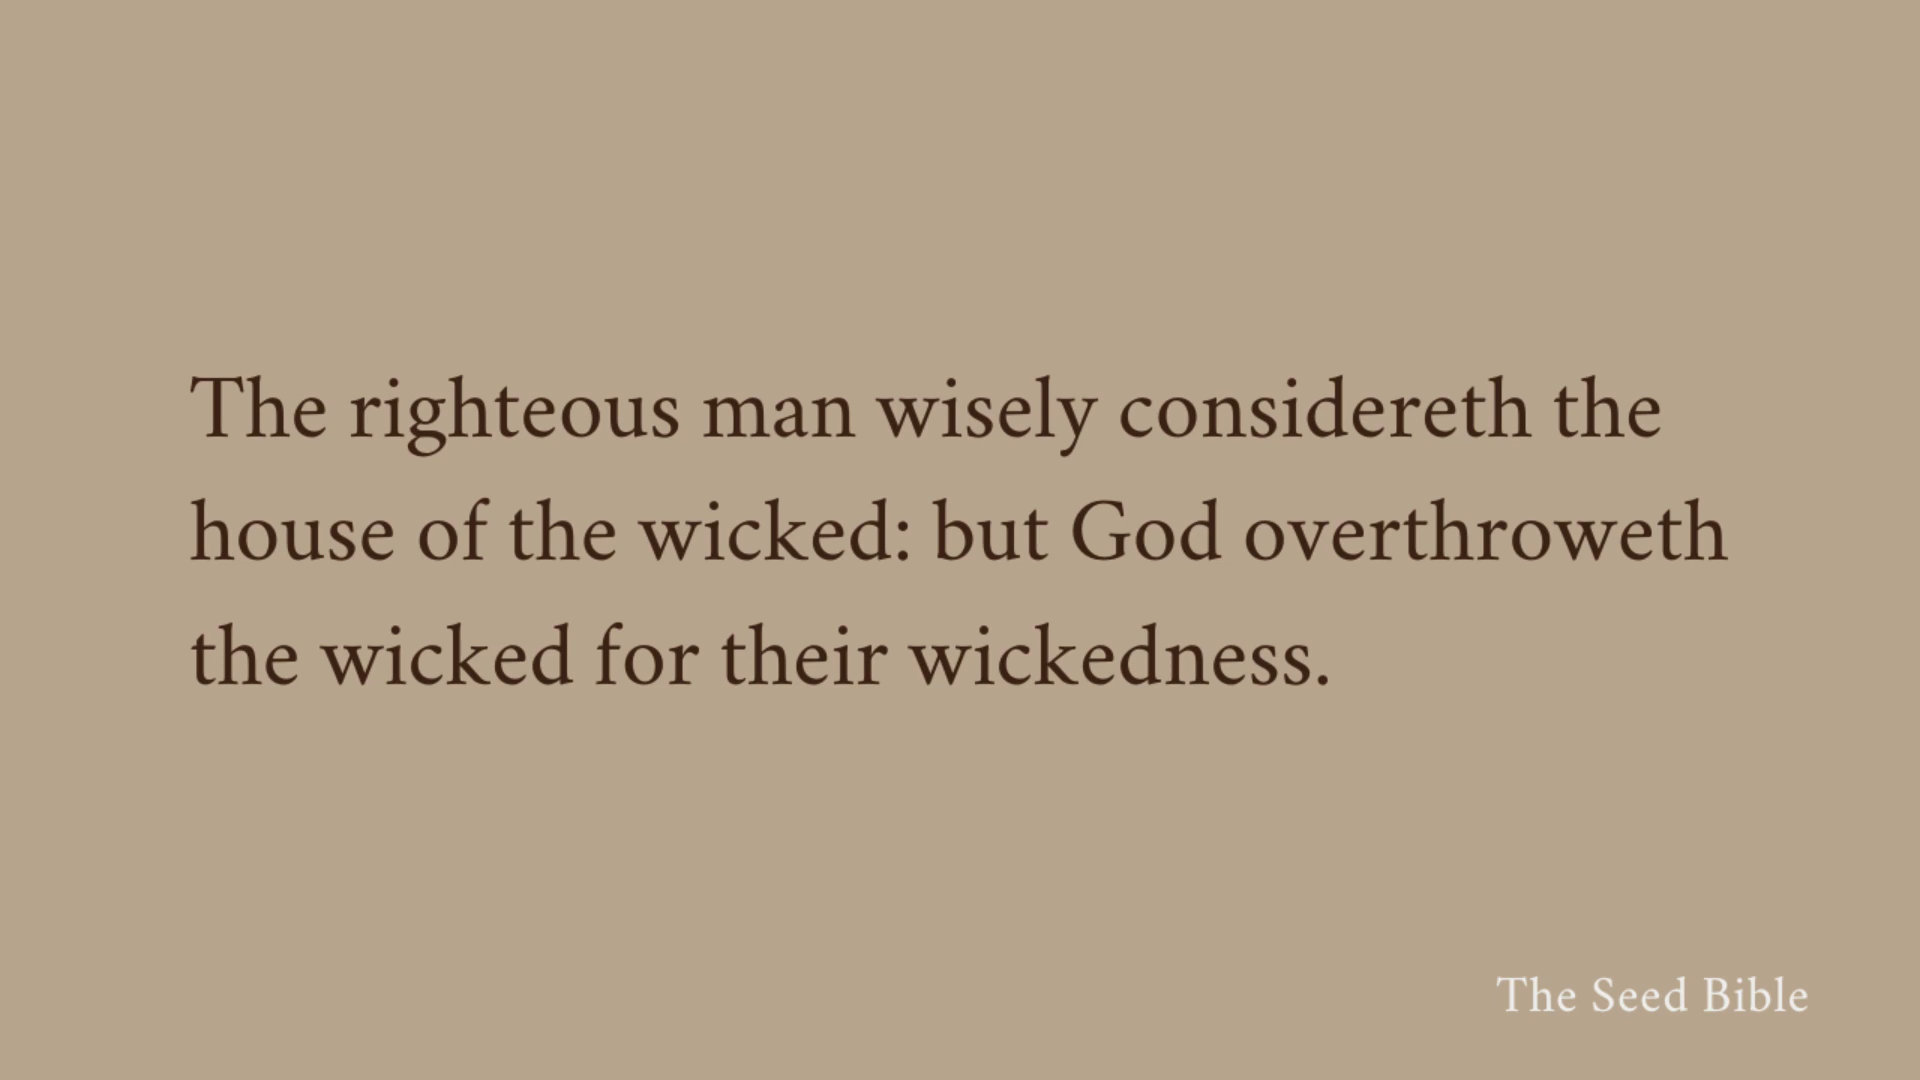 The righteous man wisely considereth the
house of the wicked: but God overthroweth
the wicked for their wickedness.
The Seed Bible